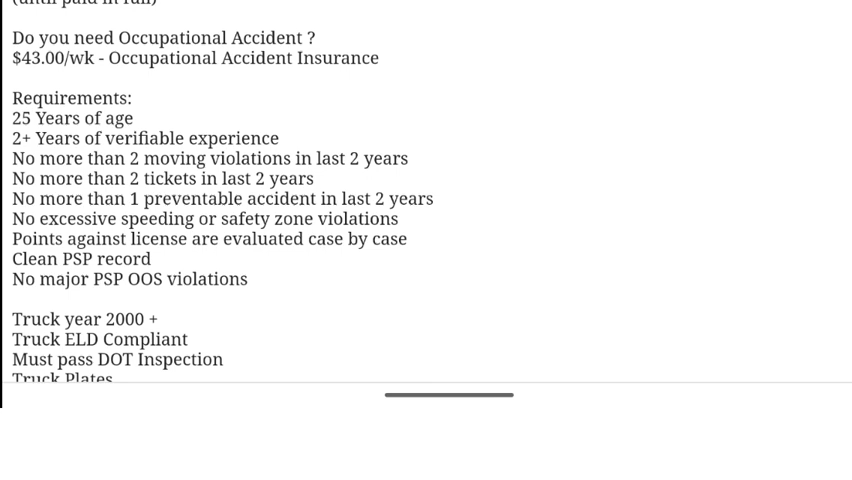 (until paid in full)
Do you need Occupational Accident ?
$43.00/wk - Occupational Accident Insurance
Requirements:
25 Years of age
2+ Years of verifiable experience
No more than 2 moving violations in last 2 years
No more than 2 tickets in last 2 years
No more than 1 preventable accident in last 2 years
No excessive speeding or safety zone violations
Points against license are evaluated case by case
Clean PSP record
No major PSP OOS violations
Truck year 2000 +
Truck ELD Compliant
Must pass DOT Inspection
Truck Plates